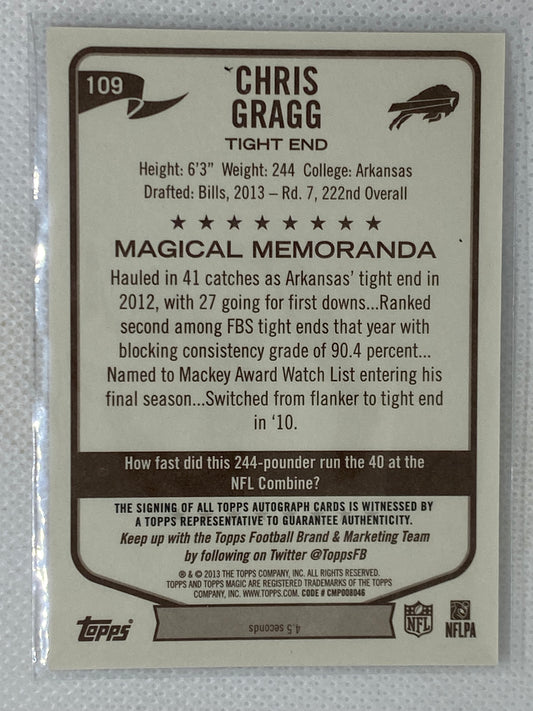 109
CHRIS
GRAGG
TIGHT END
Height: 6'3" Weight: 244 College: Arkansas
Drafted: Bills, 2013 – Rd. 7, 222nd Overall
MAGICAL MEMORANDA
Hauled in 41 catches as Arkansas' tight end in
2012, with 27 going for first downs...Ranked
second among FBS tight ends that year with
blocking consistency grade of 90.4 percent...
Named to Mackey Award Watch List entering his
final season...Switched from flanker to tight end
in '10.
How fast did this 244-pounder run the 40 at the
NFL Combine?
THE SIGNING OF ALL TOPPS AUTOGRAPH CARDS IS WITNESSED BY
A TOPPS REPRESENTATIVE TO GUARANTEE AUTHENTICITY.
Keep up with the Topps Football Brand & Marketing Team
by following on Twitter @ToppsFB
® & © 2013 THE TOPPS COMPANY, INC. ALL RIGHTS RESERVED.
TOPPS AND TOPPS MAGIC ARE REGISTERED TRADEMARKS OF THE TOPPS
COMPANY, INC. WWW.TOPPS.COM. CODE # CMP008046
Topps
4.5 seconds
NFL
NFLPA